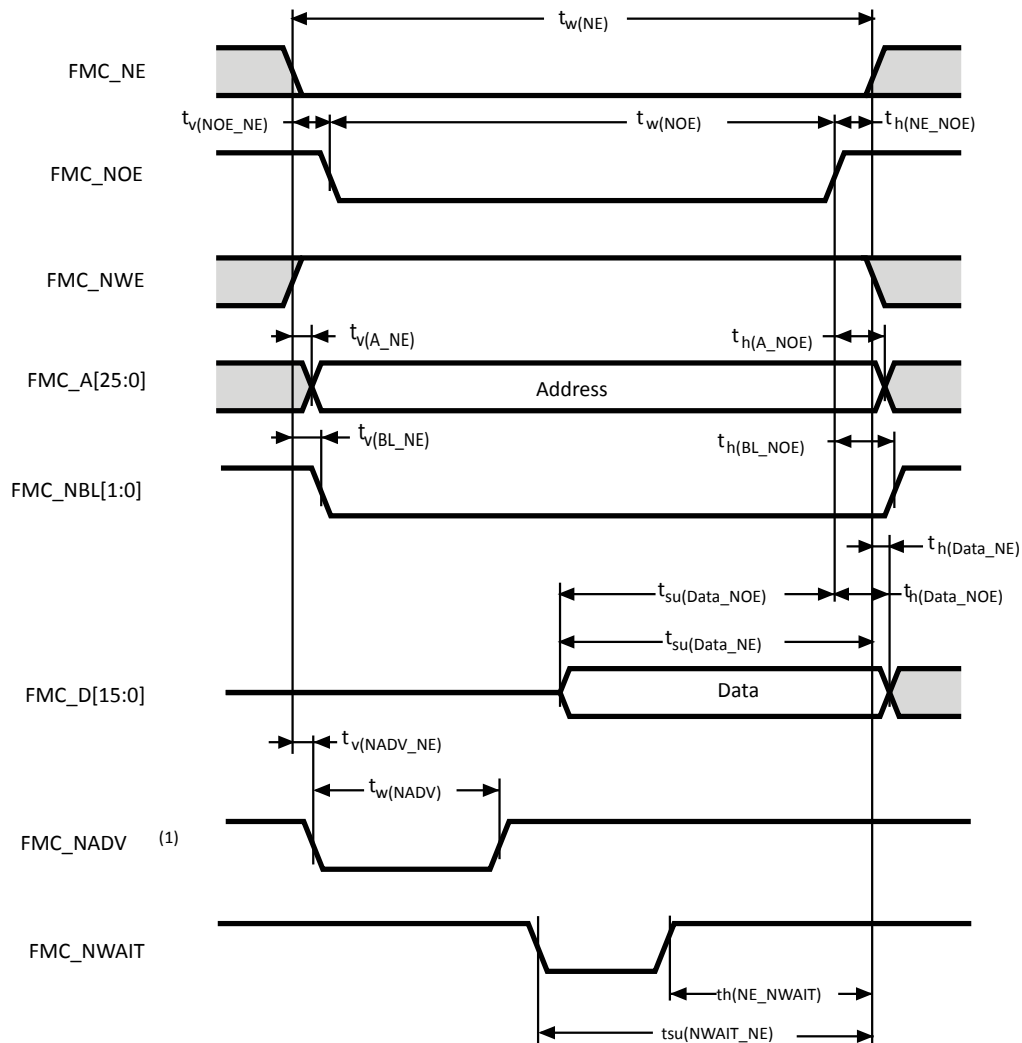 tw(NE)
FMC_NE
tv(NOE_NE)
tw(NOE)
th(NE_NOE)
FMC_NOE
FMC_NWE
tv(A_NE)
th(A_NOE)
FMC_A[25:0]
Address
tv(BL_NE)
th(BL_NOE)
FMC_NBL[1:0]
th(Data_NE)
tsu(Data_NOE)
th(Data_NOE)
tsu(Data_NE)
FMC_D[15:0]
Data
tv(NADV_NE)
tw(NADV)
FMC_NADV (1)
FMC_NWAIT
th(NE_NWAIT)
tsu(NWAIT_NE)